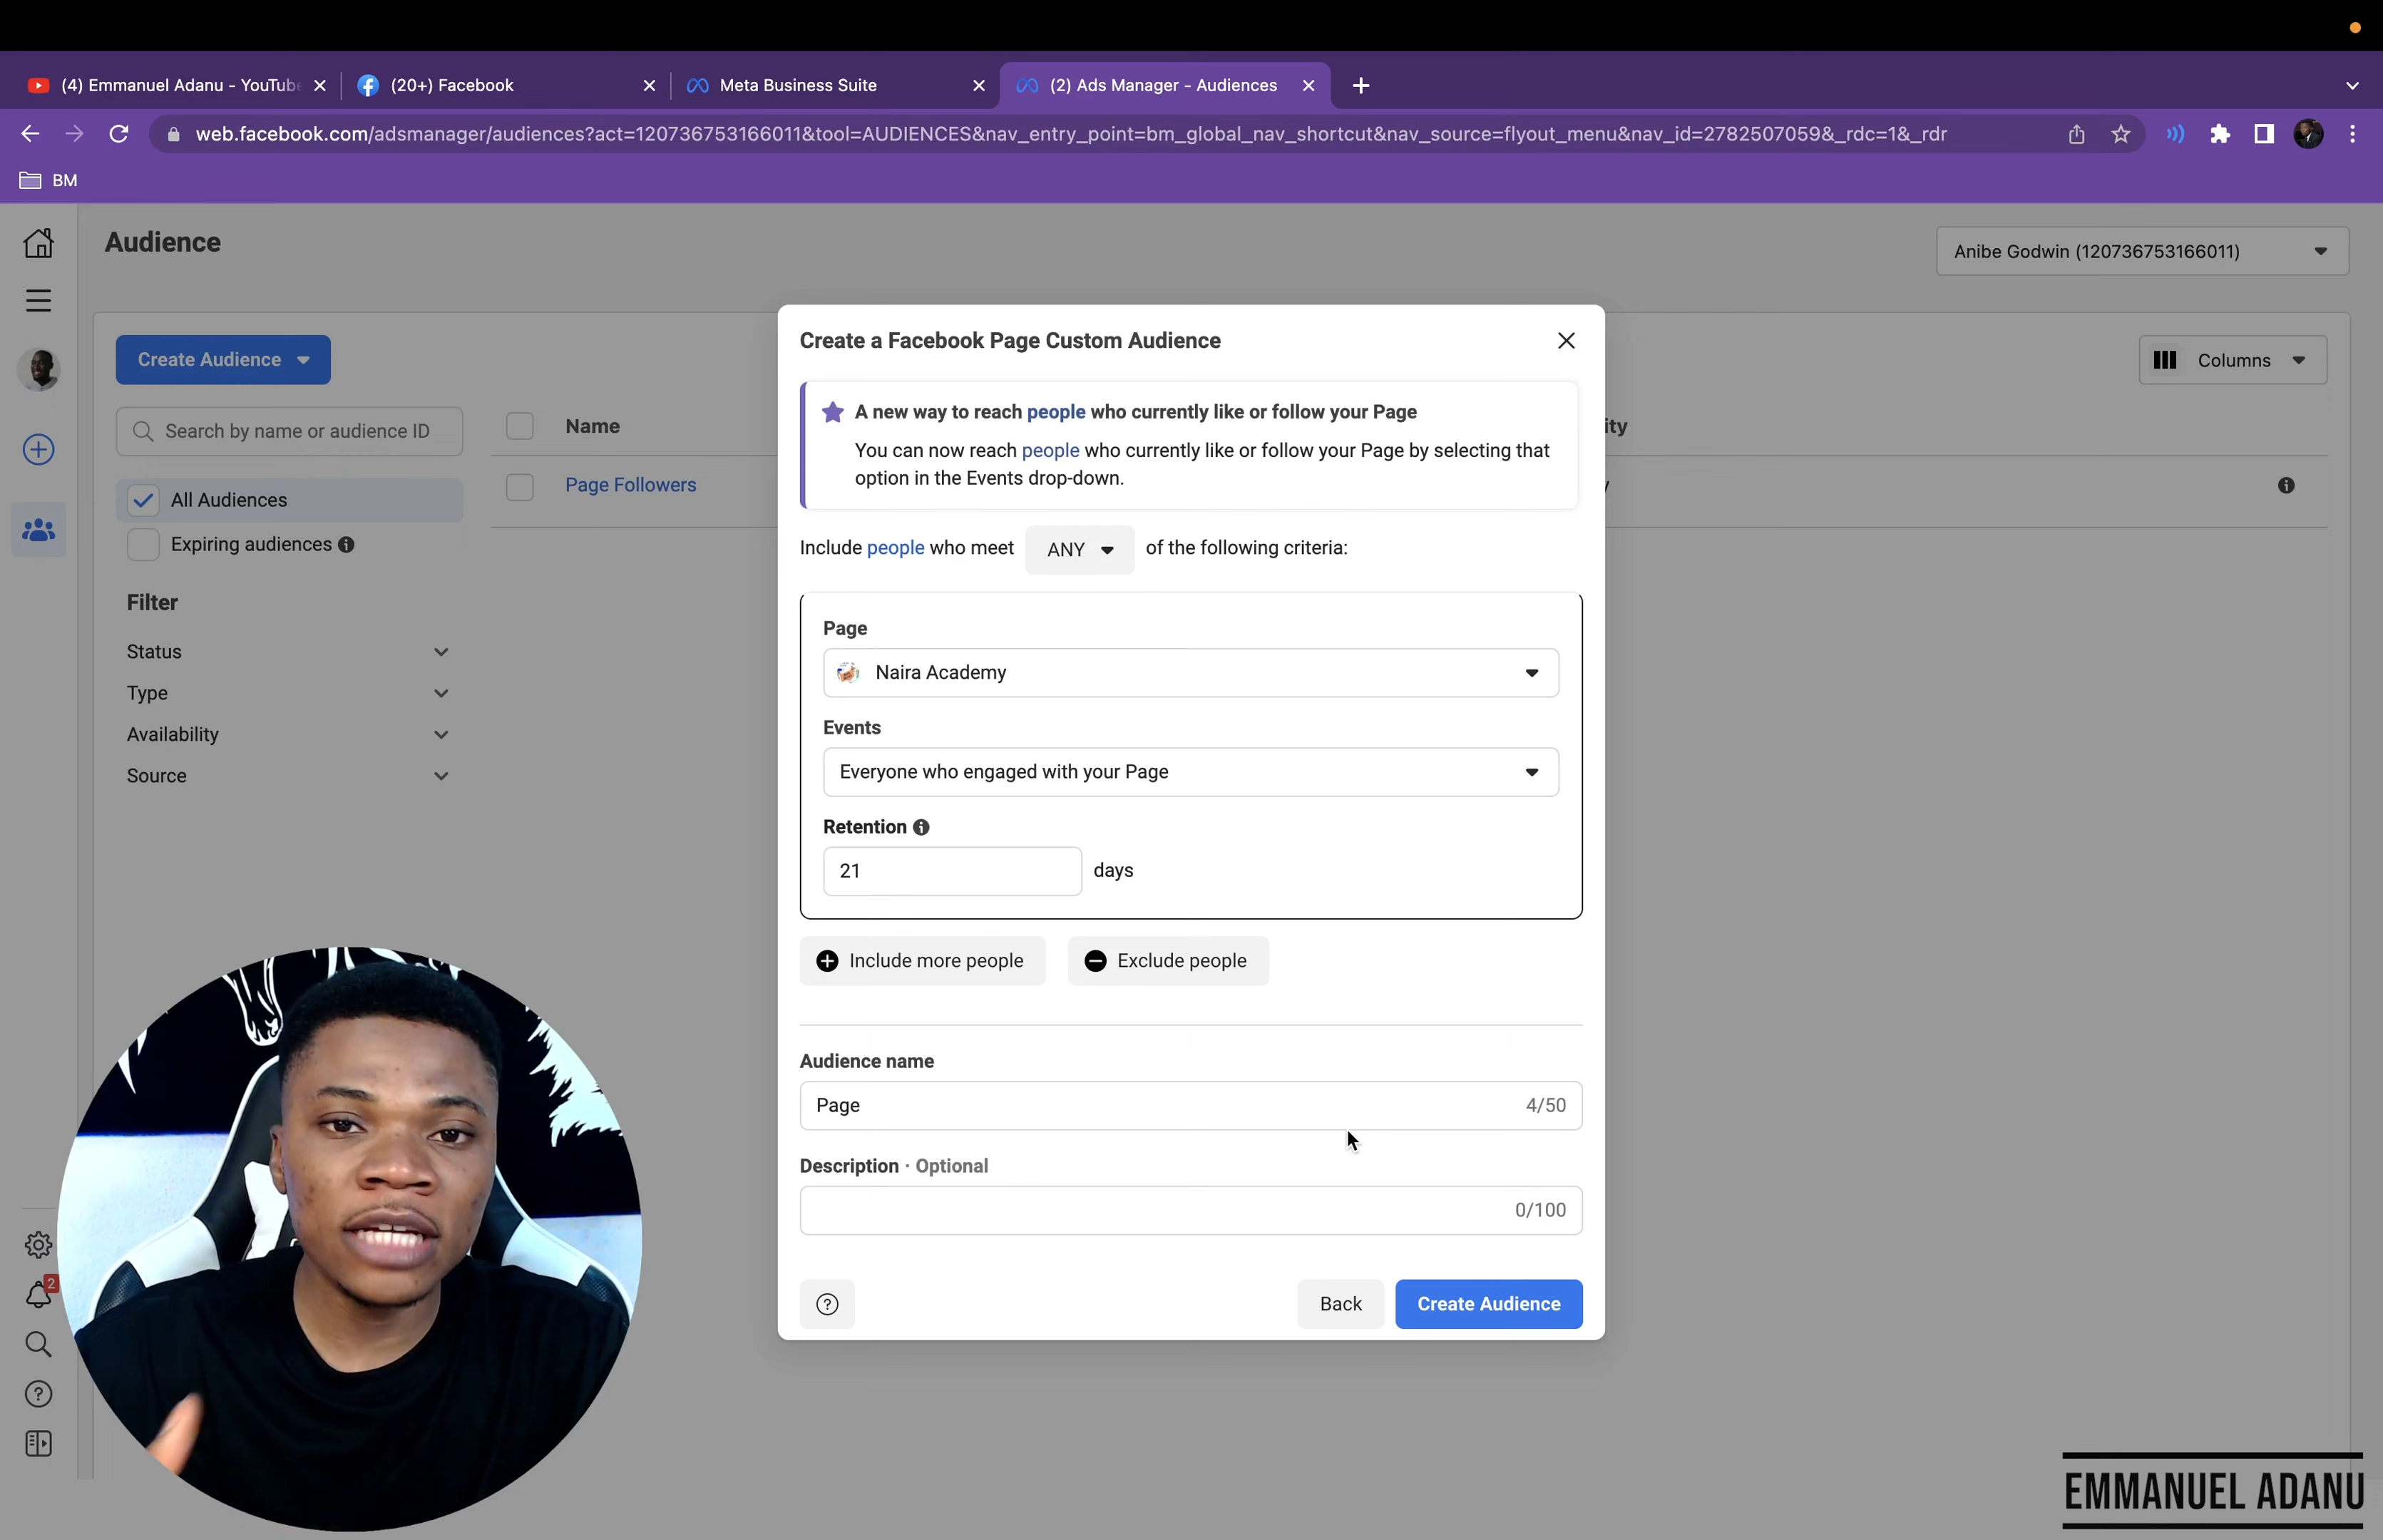 (4) Emmanuel Adanu - YouTube
(20+) Facebook
Meta Business Suite
(2) Ads Manager - Audiences
web.facebook.com/adsmanager/audiences?act=120736753166011&tool=AUDIENCES&nav_entry_point=bm_global_nav_shortcut&nav_source=flyout_menu&nav_id=2782507059&_rdc=1&_rdr
BM
Audience
Anibe Godwin (120736753166011)
Create Audience
Columns
Search by name or audience ID
Name
ity
Page Followers
y
All Audiences
Expiring audiences
Filter
Status
Type
Availability
Source
2
Create a Facebook Page Custom Audience
A new way to reach people who currently like or follow your Page
You can now reach people who currently like or follow your Page by selecting that
option in the Events drop-down.
Include people who meet ANY of the following criteria:
Page
Naira Academy
Events
Everyone who engaged with your Page
Retention
21 days
Include more people
Exclude people
Audience name
Page 4/50
Description · Optional
0/100
Back
Create Audience
EMMANUEL ADANU